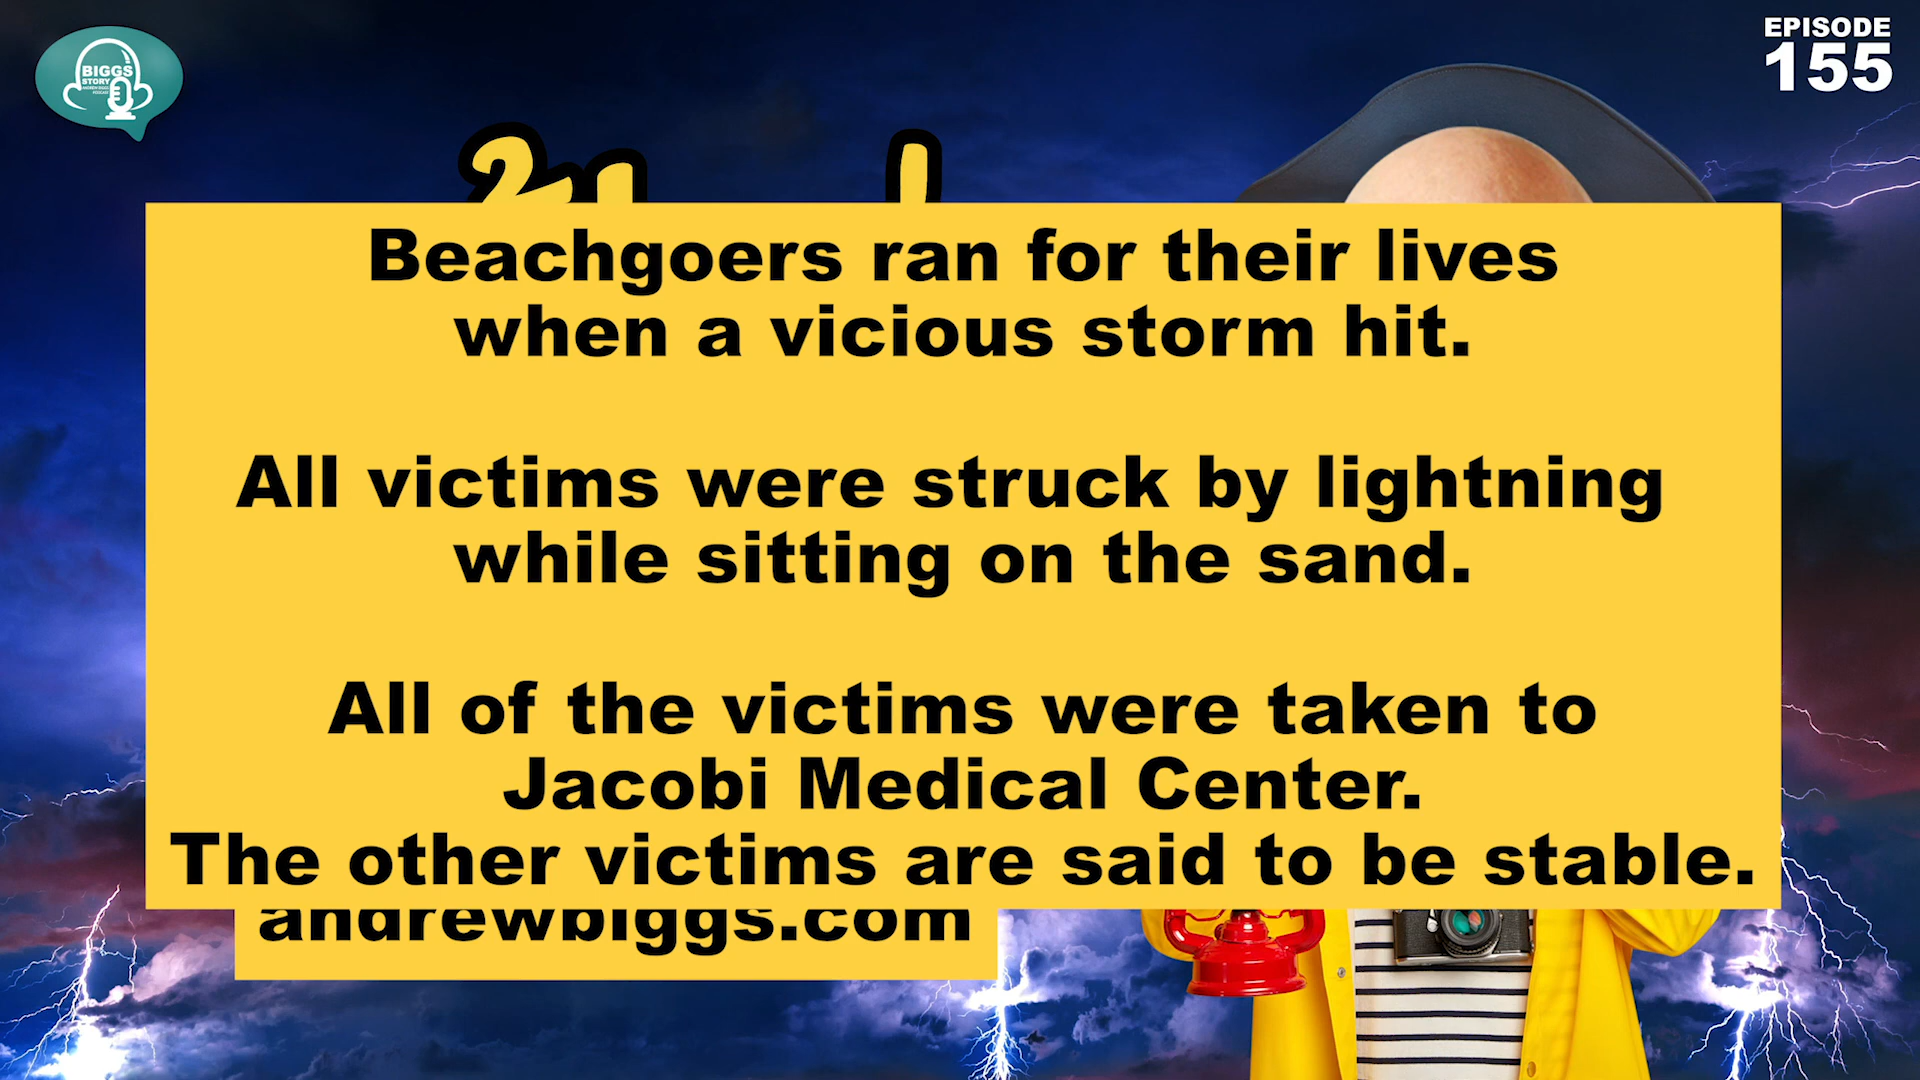 BIGGS
STORY
EPISODE
155
Beachgoers ran for their lives
when a vicious storm hit.
All victims were struck by lightning
while sitting on the sand.
All of the victims were taken to
Jacobi Medical Center.
The other victims are said to be stable.
andrewbiggs.com